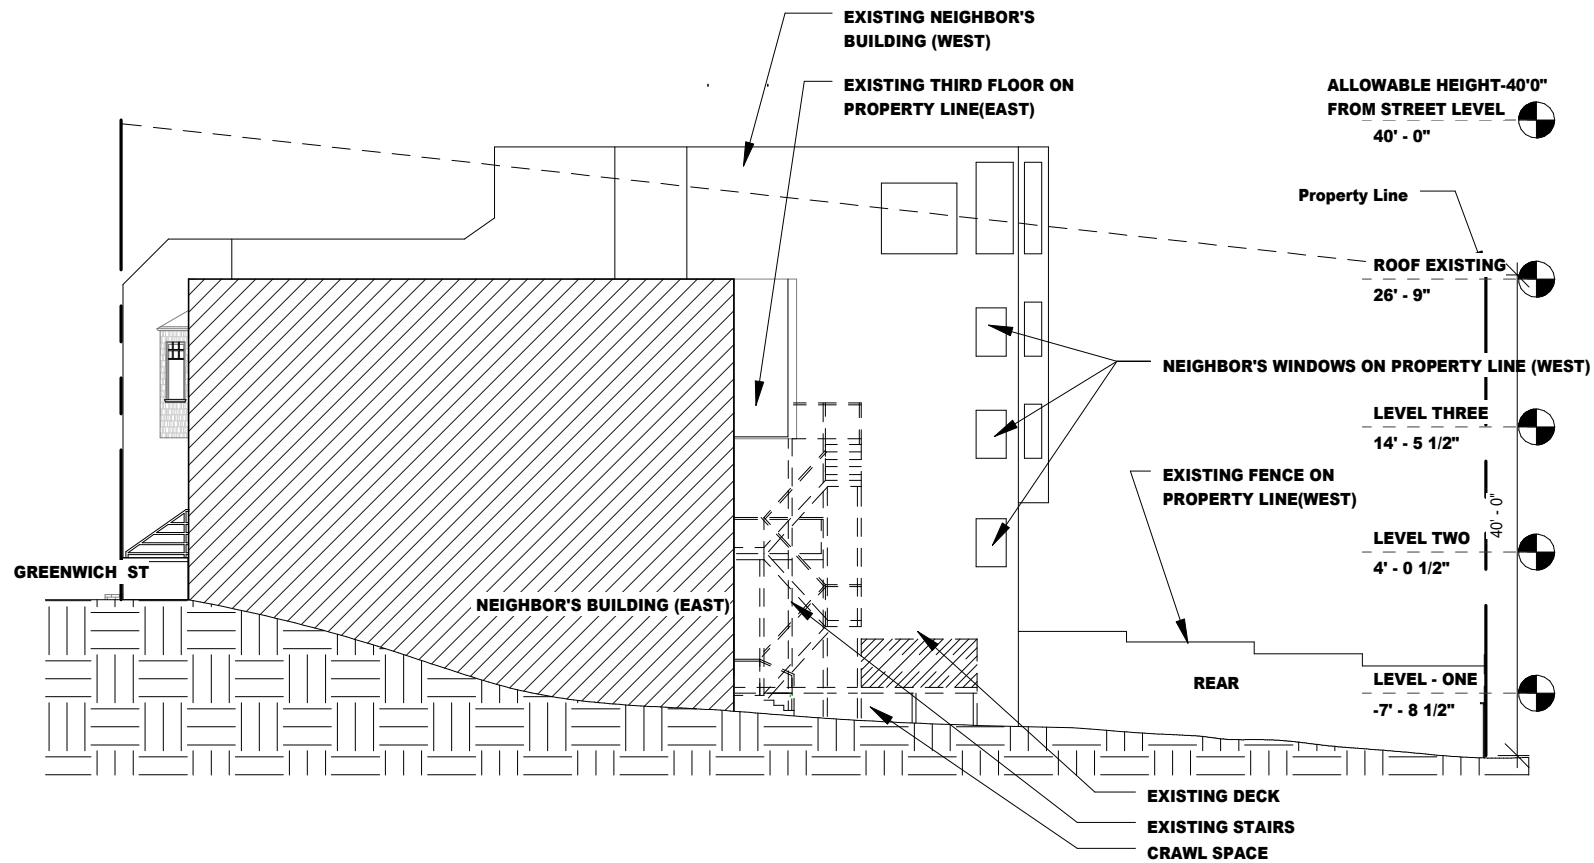 EXISTING NEIGHBOR'S
BUILDING (WEST)
EXISTING THIRD FLOOR ON
PROPERTY LINE(EAST)
ALLOWABLE HEIGHT-40'0"
FROM STREET LEVEL
40' - 0"
Property Line
ROOF EXISTING
26' - 9"
NEIGHBOR'S WINDOWS ON PROPERTY LINE (WEST)
LEVEL THREE
14' - 5 1/2"
EXISTING FENCE ON
PROPERTY LINE(WEST)
40' - 0"
LEVEL TWO
4' - 0 1/2"
GREENWICH ST
NEIGHBOR'S BUILDING (EAST)
REAR
LEVEL - ONE
-7' - 8 1/2"
EXISTING DECK
EXISTING STAIRS
CRAWL SPACE